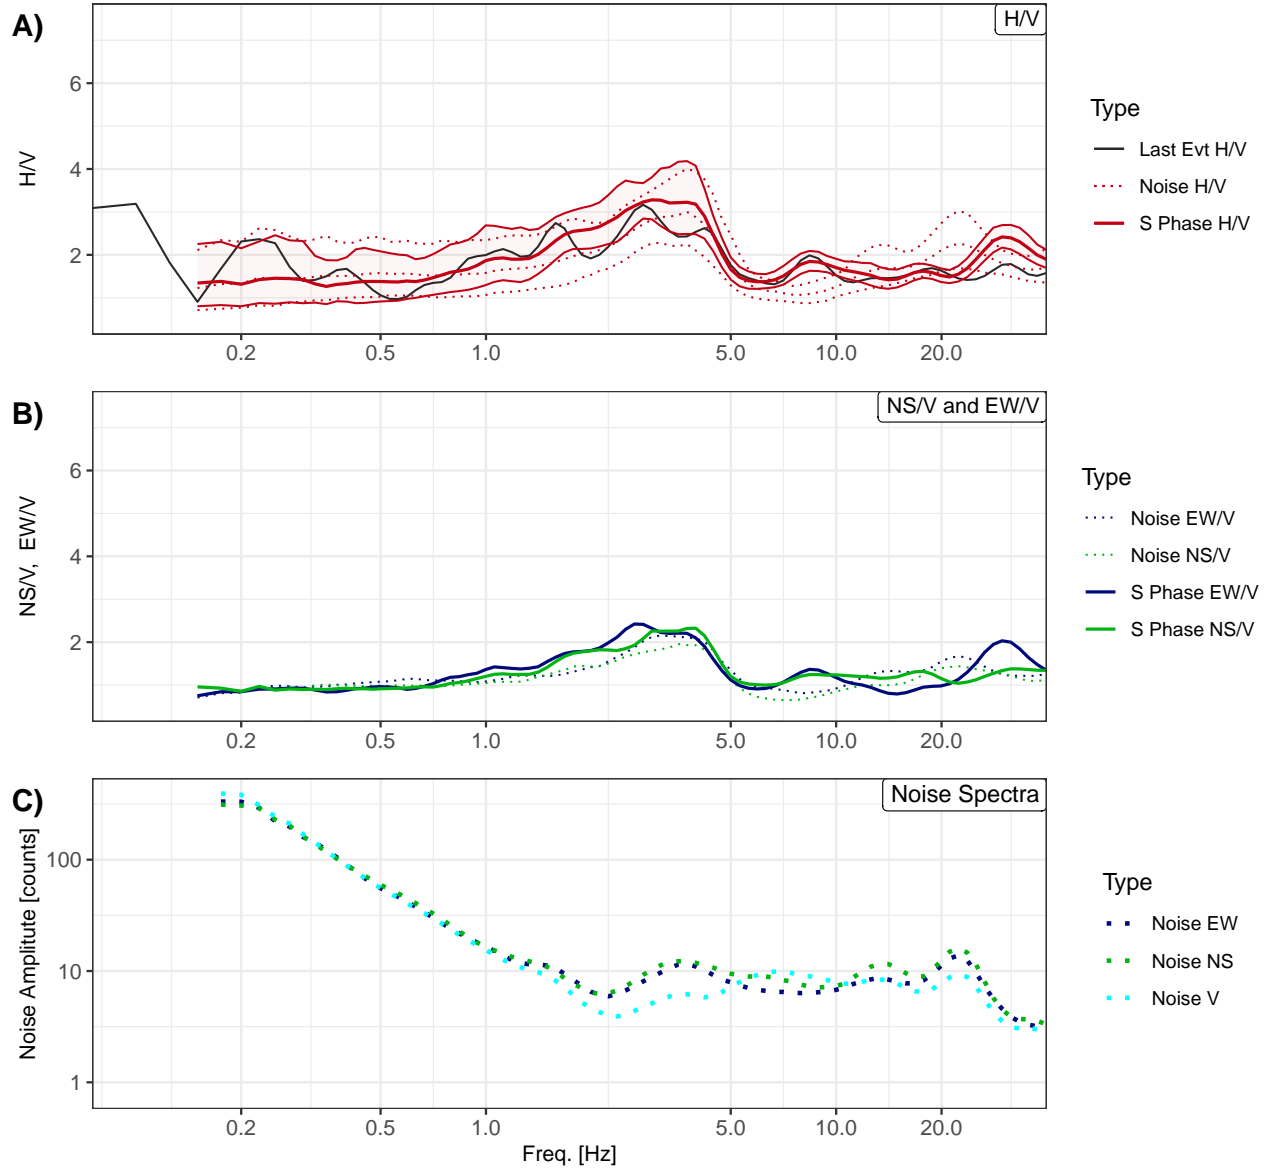 A)
H/V
6
4
2
H/V
0.2 0.5 1.0 5.0 10.0 20.0
Type
Last Evt H/V
Noise H/V
S Phase H/V
B)
NS/V and EW/V
6
4
2
NS/V, EW/V
0.2 0.5 1.0 5.0 10.0 20.0
Type
Noise EW/V
Noise NS/V
S Phase EW/V
S Phase NS/V
C)
Noise Spectra
100
10
1
Noise Amplitute [counts]
0.2 0.5 1.0 5.0 10.0 20.0
Freq. [Hz]
Type
Noise EW
Noise NS
Noise V